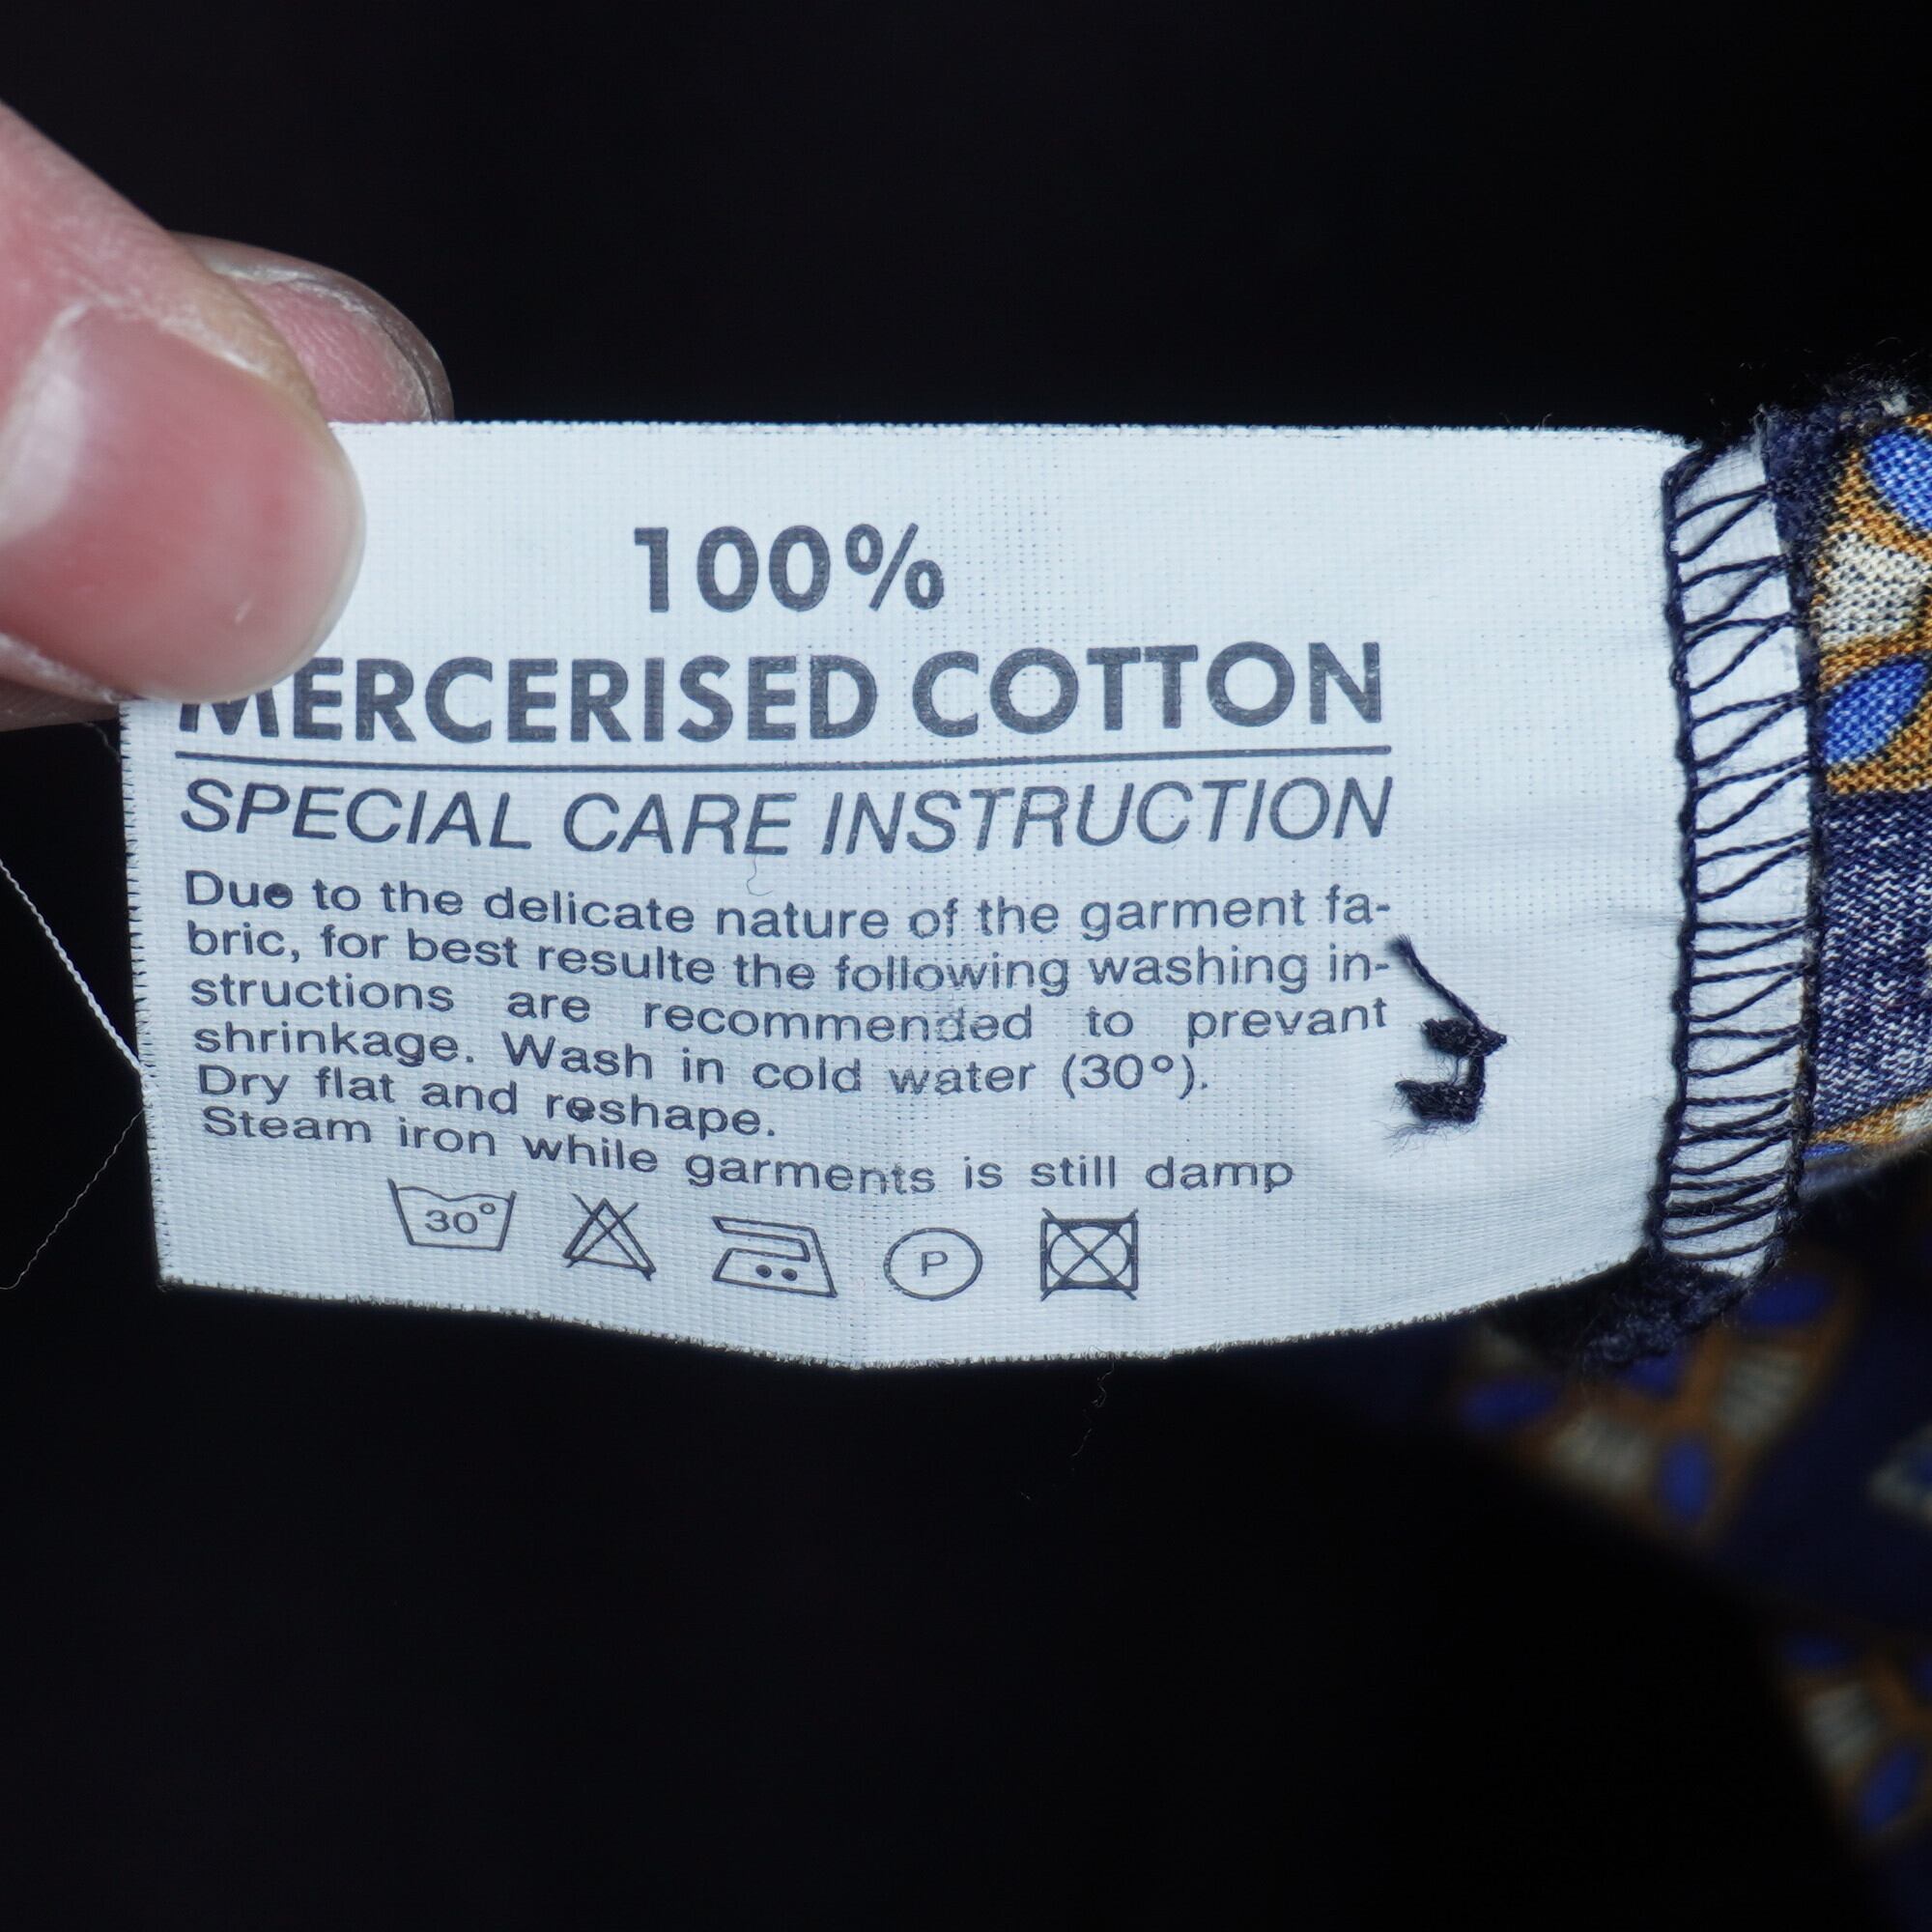 100%
MERCERISED COTTON
SPECIAL CARE INSTRUCTION
Due to the delicate nature of the garment fa-
bric, for best resulte the following washing in-
structions are recommended to prevant
shrinkage. Wash in cold water (30°).
Dry flat and reshape.
Steam iron while garments is still damp
30° P